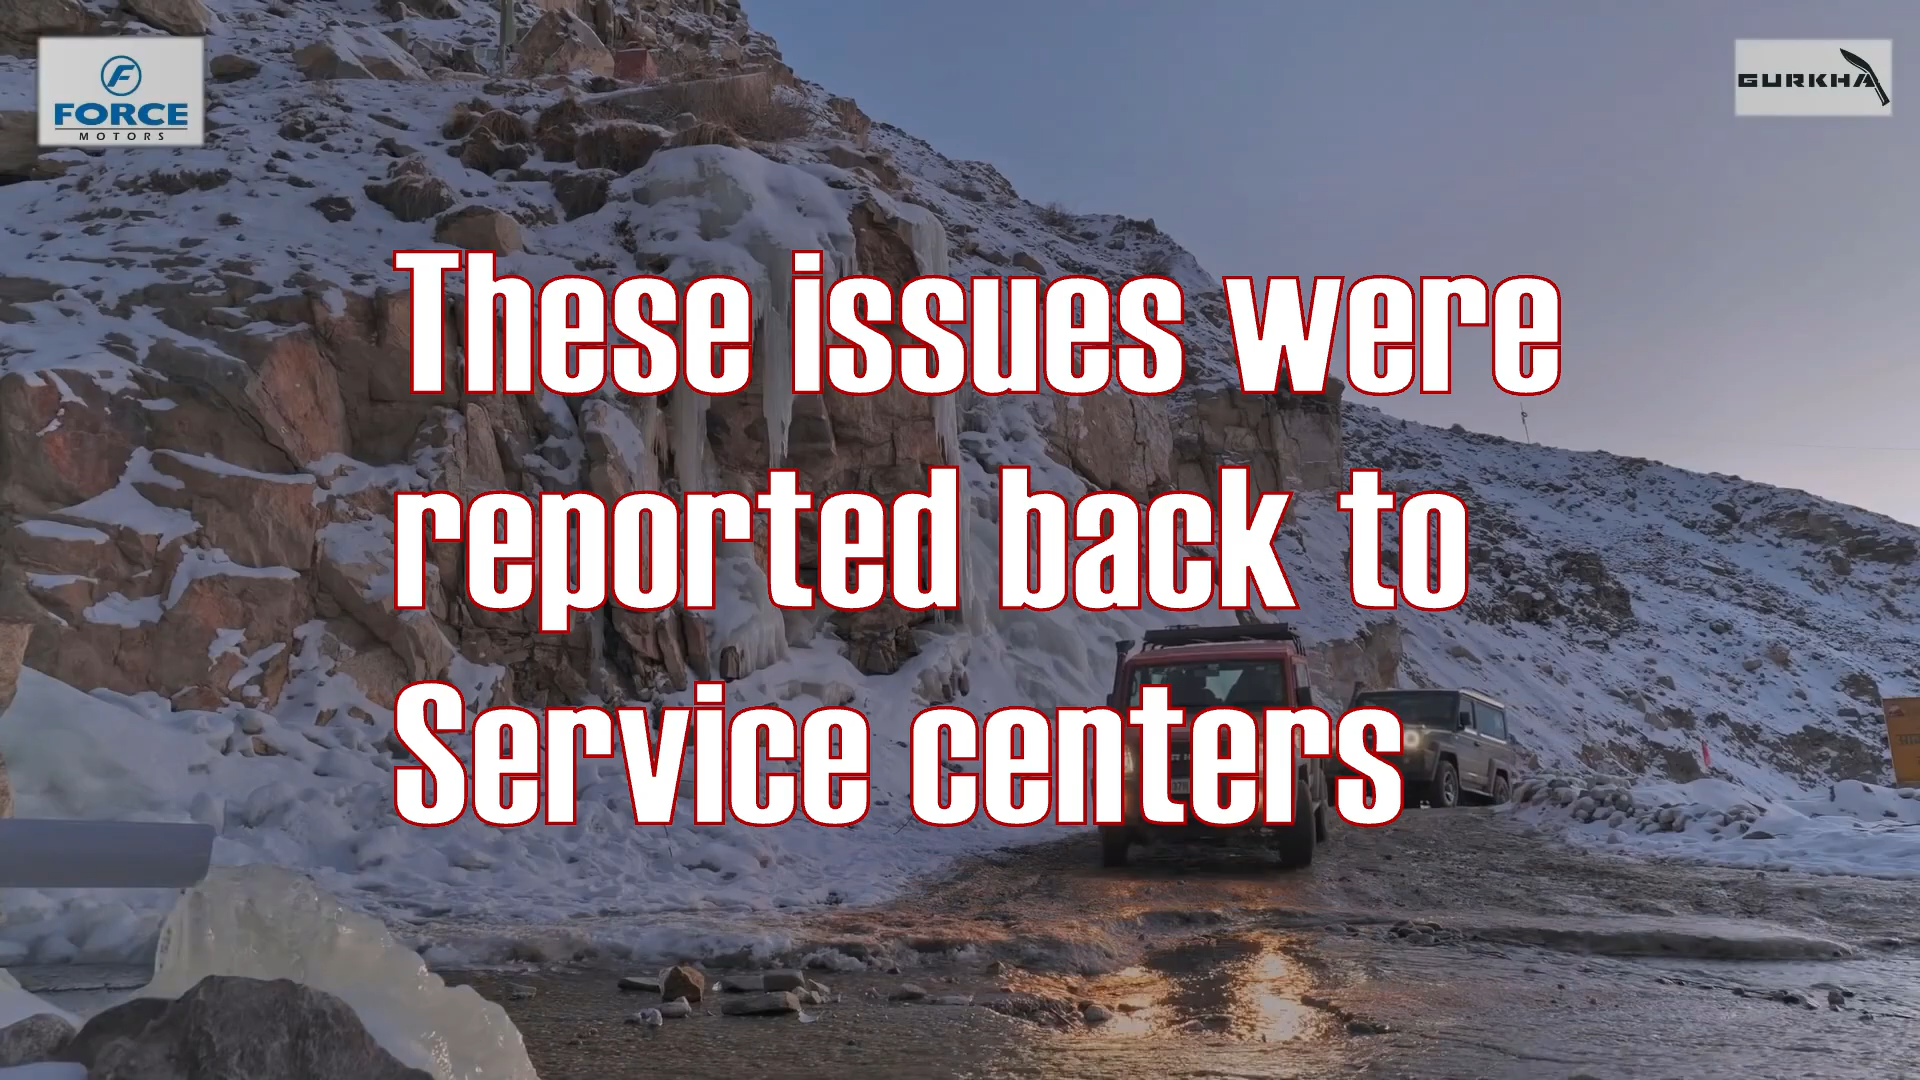 FORCE
MOTORS
GURKHA
These issues were
reported back to
Service centers